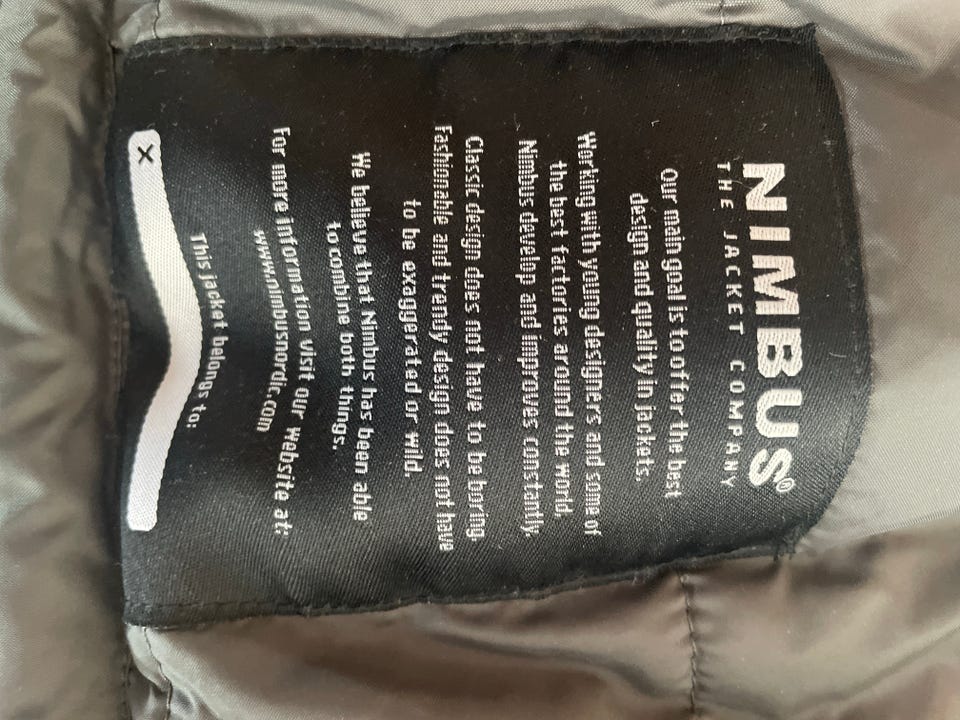 NIMBUS®
THE JACKET COMPANY
Our main goal is to offer the best
design and quality in jackets.
Working with young designers and some of
the best factories around the world
Nimbus develop and improves constantly.
Classic design does not have to be boring.
Fashionable and trendy design does not have
to be exagerated or wild.
We believe that Nimbus has been able
to combine both things.
For more information visit our website at:
www.nimbusnordic.com
This jacket belongs to:
X